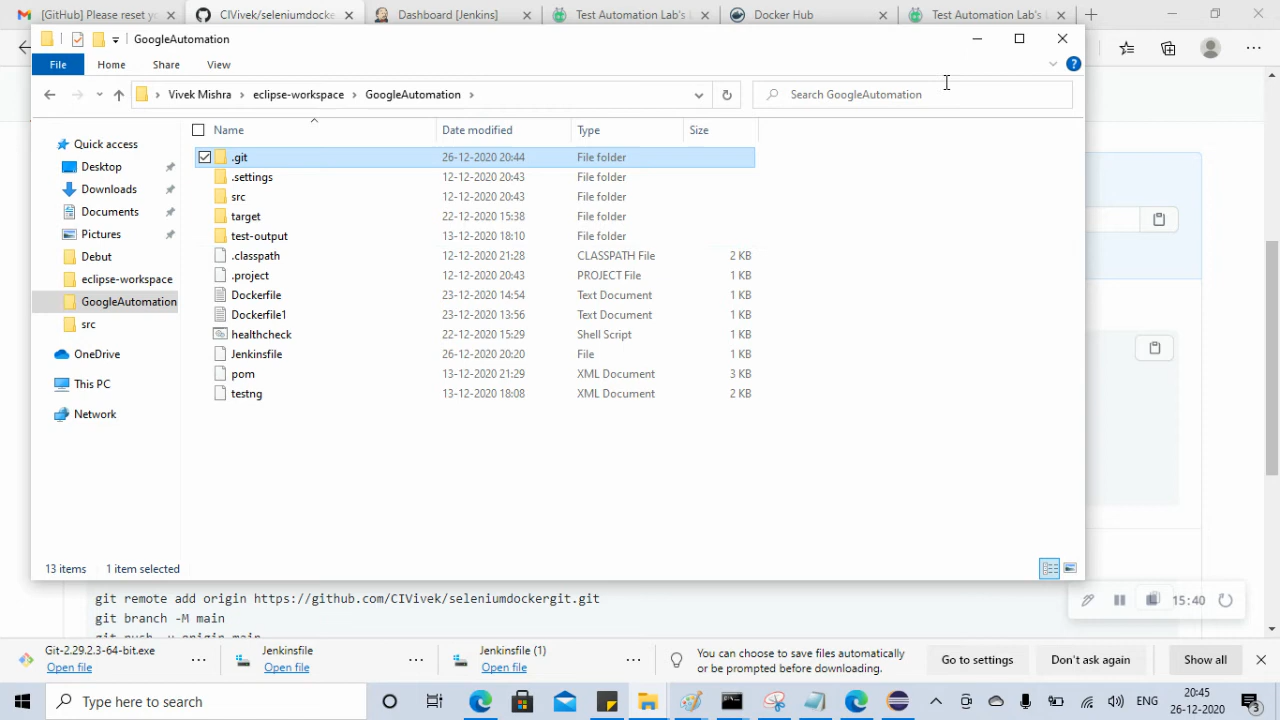 [GitHub] Please reset yo
CIVivek/seleniumdocke
Dashboard [Jenkins]
Test Automation Lab's
Docker Hub
Test Automation Lab's
GoogleAutomation
File
Home
Share
View
Vivek Mishra
eclipse-workspace
GoogleAutomation
Search GoogleAutomation
Name
Date modified
Type
Size
Quick access
Desktop
Downloads
Documents
Pictures
Debut
eclipse-workspace
GoogleAutomation
src
OneDrive
This PC
Network
.git 26-12-2020 20:44 File folder
.settings 12-12-2020 20:43 File folder
src 12-12-2020 20:43 File folder
target 22-12-2020 15:38 File folder
test-output 13-12-2020 18:10 File folder
.classpath 12-12-2020 21:28 CLASSPATH File 2 KB
.project 12-12-2020 20:43 PROJECT File 1 KB
Dockerfile 23-12-2020 14:54 Text Document 1 KB
Dockerfile1 23-12-2020 13:56 Text Document 1 KB
healthcheck 22-12-2020 15:29 Shell Script 1 KB
Jenkinsfile 26-12-2020 20:20 File 1 KB
pom 13-12-2020 21:29 XML Document 3 KB
testng 13-12-2020 18:08 XML Document 2 KB
13 items
1 item selected
git remote add origin https://github.com/CIVivek/seleniumdockergit.git
git branch -M main
git push -u origin main
15:40
Git-2.29.2.3-64-bit.exe
Open file
Jenkinsfile
Open file
Jenkinsfile (1)
Open file
You can choose to save files automatically
or be prompted before downloading.
Go to settings
Don't ask again
Show all
Type here to search
ENG
20:45
26-12-2020
3